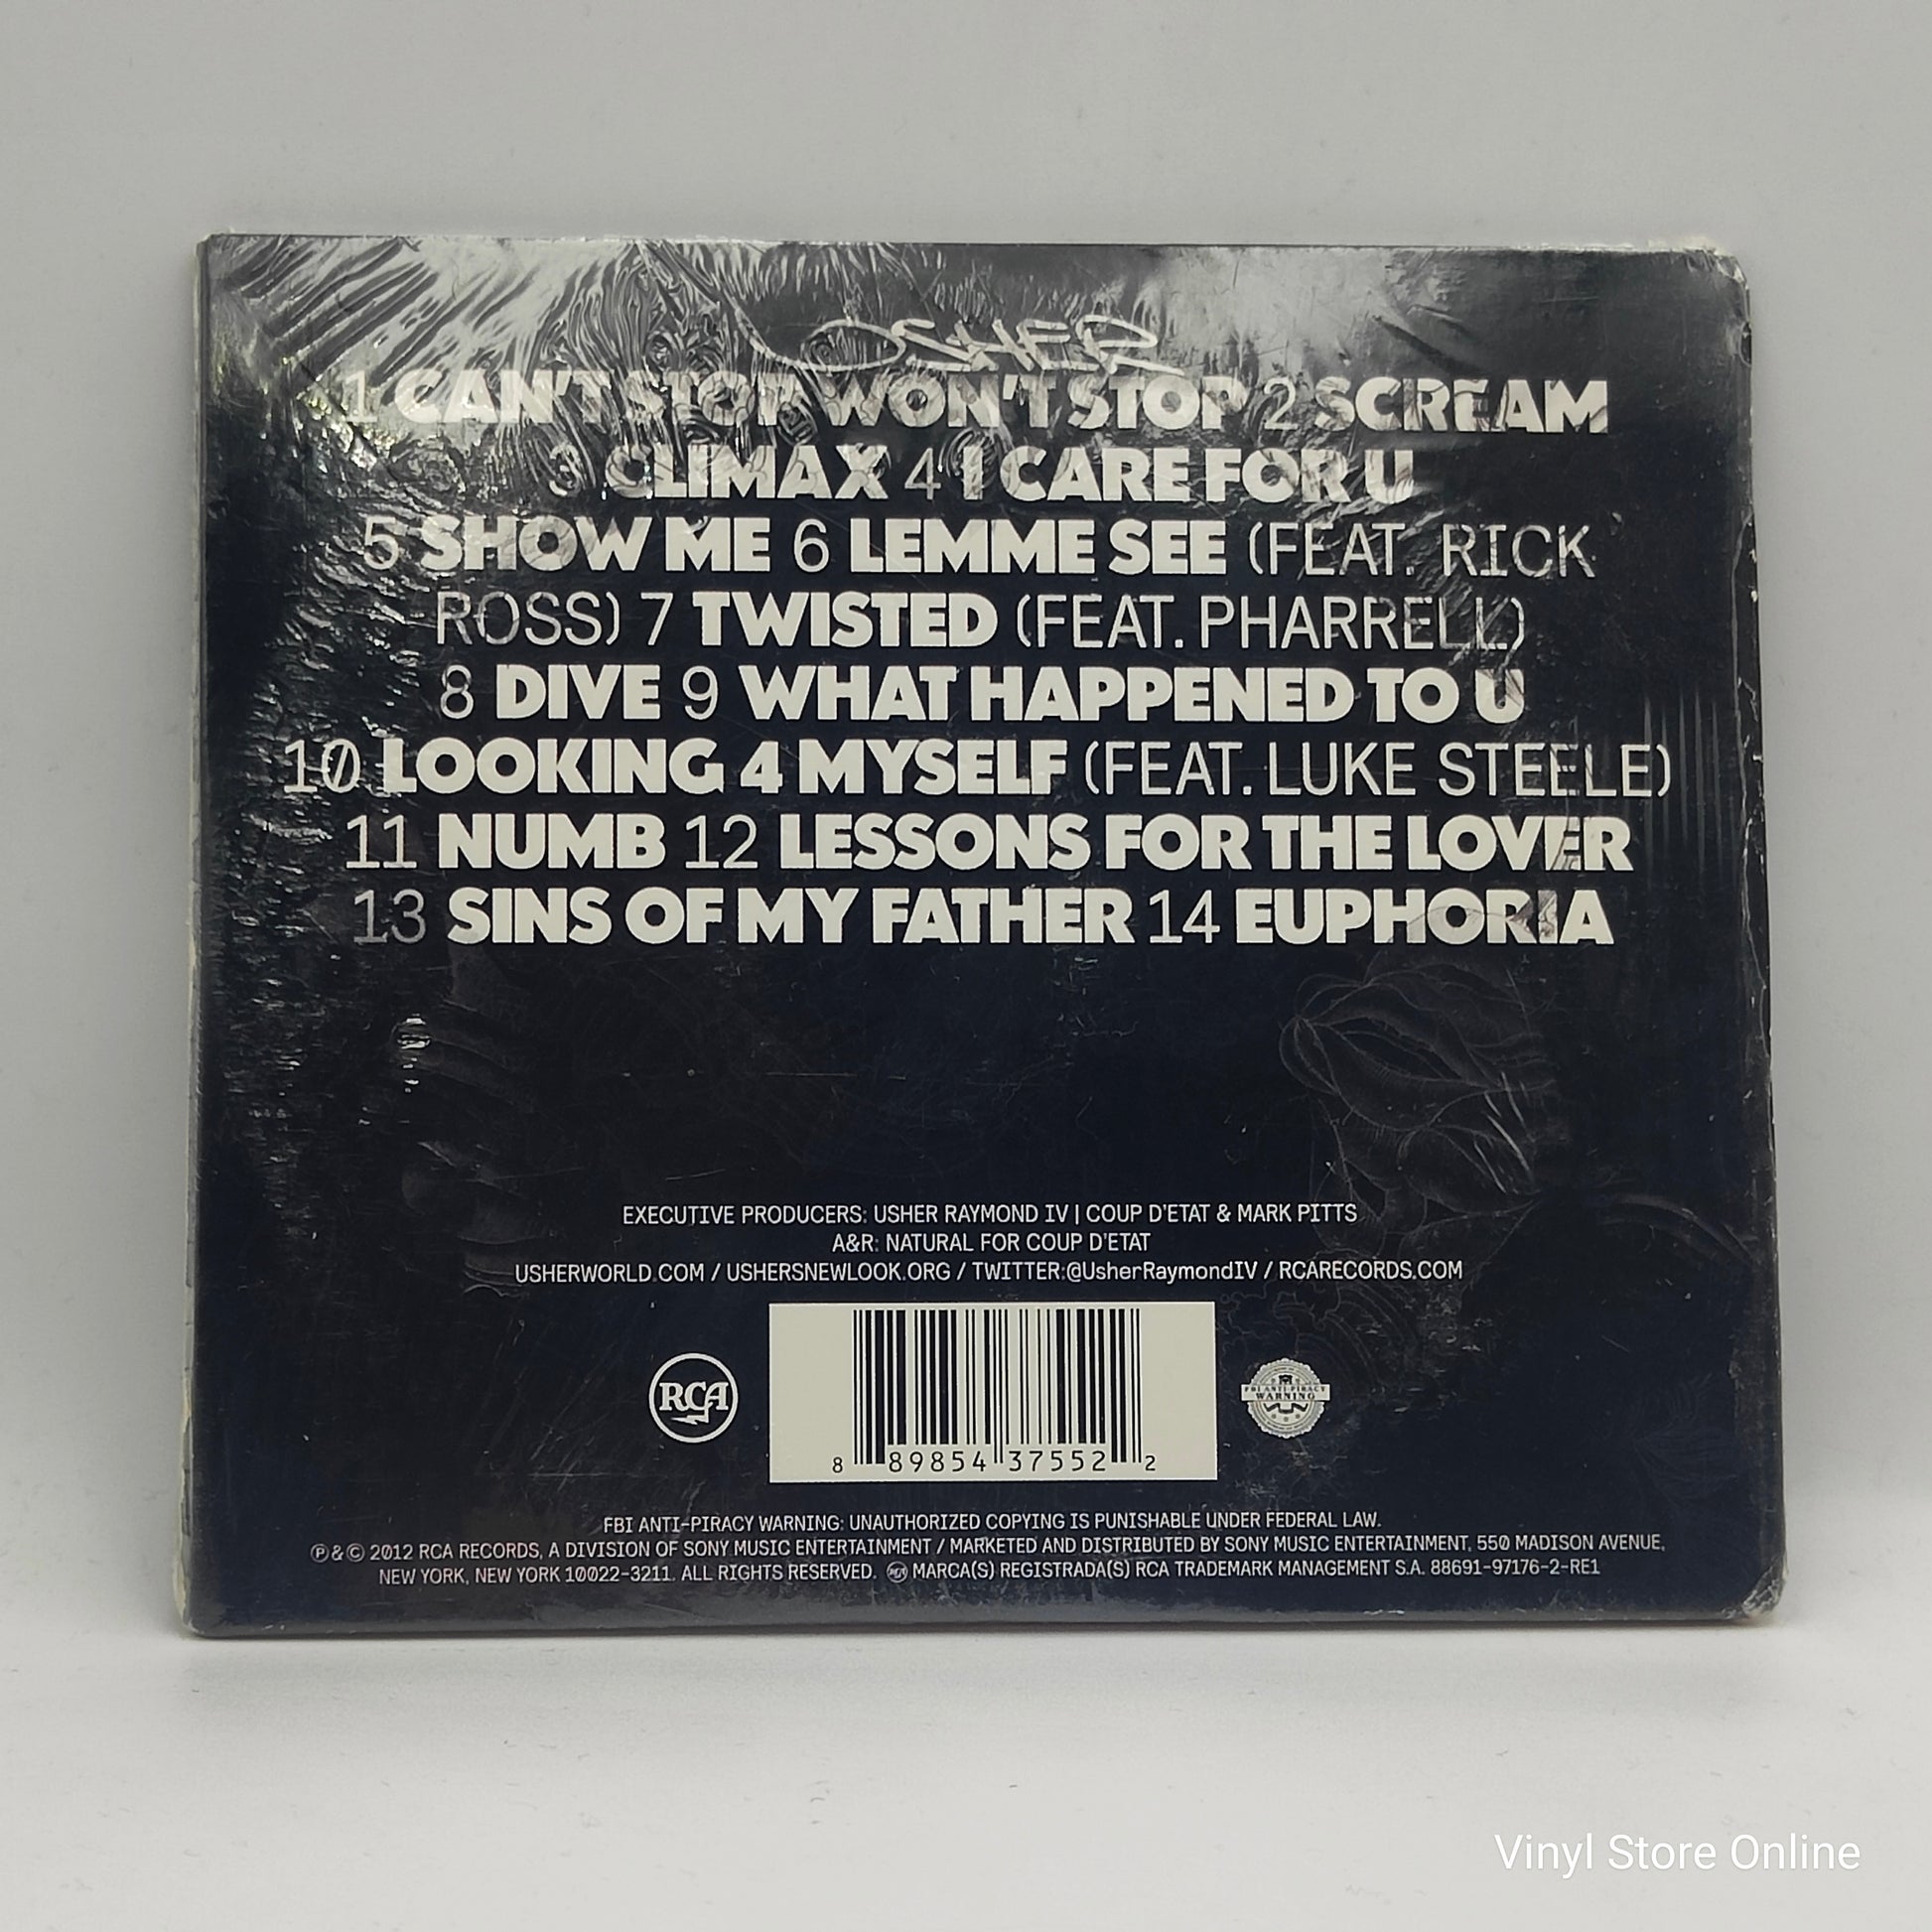 USHER
1 CAN'T STOP WON'T STOP 2 SCREAM
3 CLIMAX 4 I CARE FOR U
5 SHOW ME 6 LEMME SEE (FEAT. RICK
ROSS) 7 TWISTED (FEAT. PHARRELL)
8 DIVE 9 WHAT HAPPENED TO U
10 LOOKING 4 MYSELF (FEAT. LUKE STEELE)
11 NUMB 12 LESSONS FOR THE LOVER
13 SINS OF MY FATHER 14 EUPHORIA
EXECUTIVE PRODUCERS: USHER RAYMOND IV | COUP D'ETAT & MARK PITTS
A&R: NATURAL FOR COUP D'ETAT
USHERWORLD.COM / USHERSNEWLOOK.ORG / TWITTER:@UsherRaymondIV / RCARECORDS.COM
RCA
8 89854 37552 2
FBI ANTI-PIRACY
WARNING
FBI ANTI-PIRACY WARNING: UNAUTHORIZED COPYING IS PUNISHABLE UNDER FEDERAL LAW.
℗ & © 2012 RCA RECORDS, A DIVISION OF SONY MUSIC ENTERTAINMENT / MARKETED AND DISTRIBUTED BY SONY MUSIC ENTERTAINMENT, 550 MADISON AVENUE,
NEW YORK, NEW YORK 10022-3211. ALL RIGHTS RESERVED. RCA MARCA(S) REGISTRADA(S) RCA TRADEMARK MANAGEMENT S.A. 88691-97176-2-RE1
Vinyl Store Online